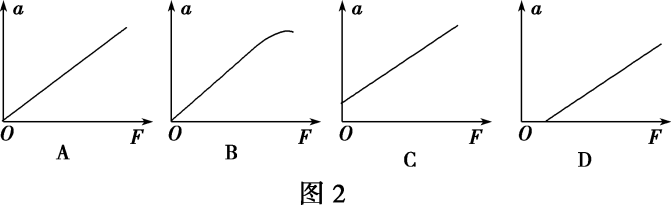 a a a a
O F O F O F O F
A B C D
图 2